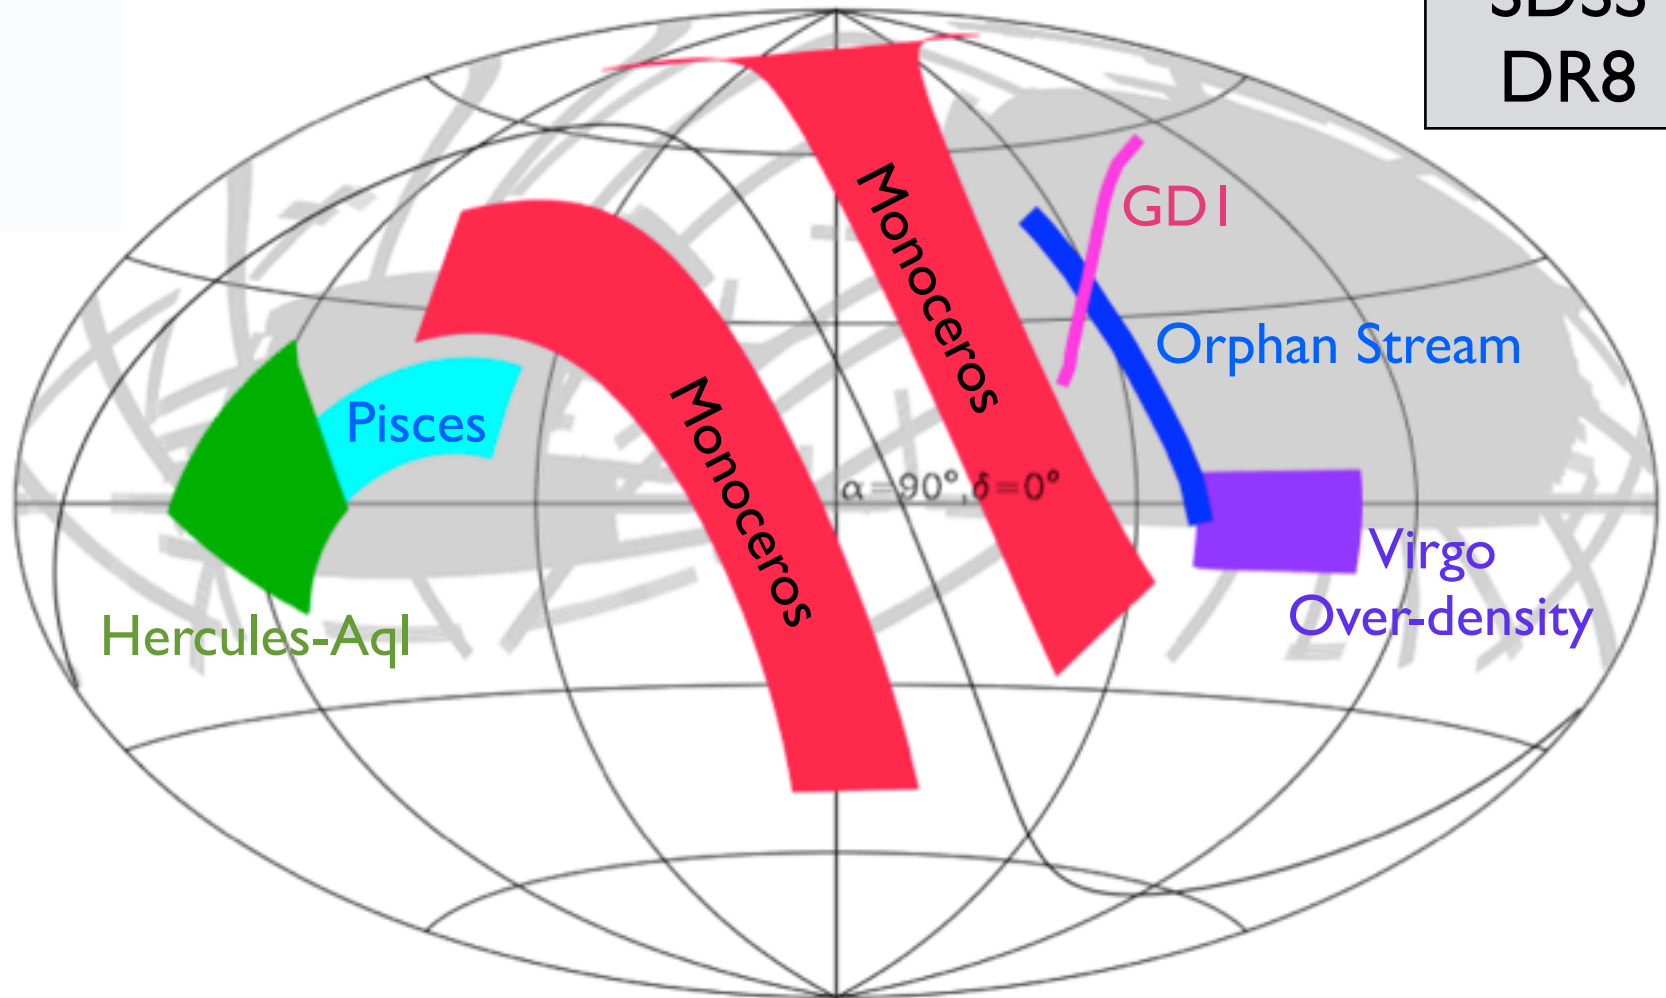 SDSS
DR8
Monoceros
GD1
Orphan Stream
Pisces
Monoceros
α=90°,δ=0°
Virgo
Over-density
Hercules-Aql